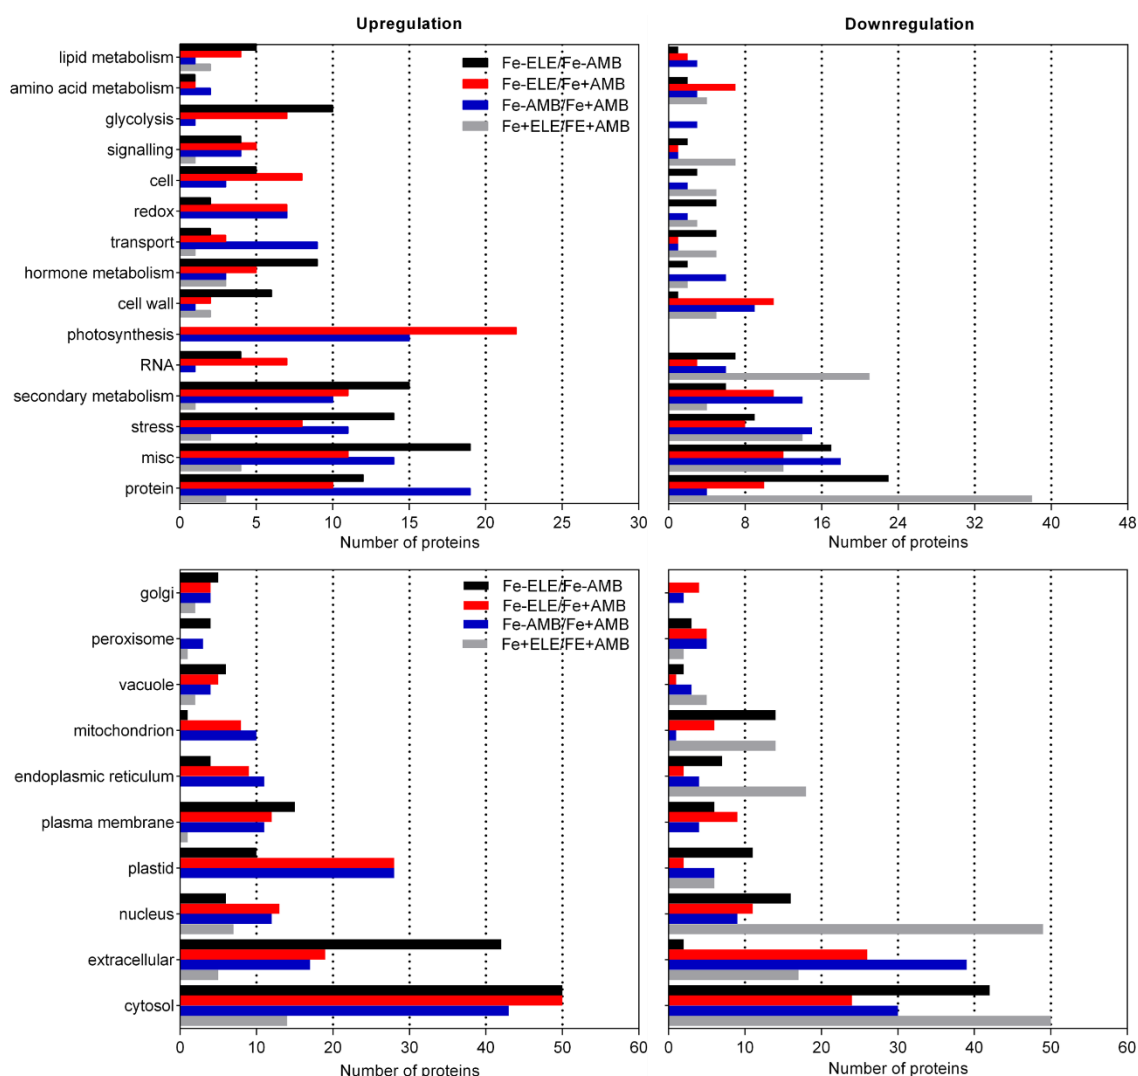 Upregulation
Downregulation
lipid metabolism
amino acid metabolism
glycolysis
signalling
cell
redox
transport
hormone metabolism
cell wall
photosynthesis
RNA
secondary metabolism
stress
misc
protein
Fe-ELE/Fe-AMB
Fe-ELE/Fe+AMB
Fe-AMB/Fe+AMB
Fe+ELE/FE+AMB
0 5 10 15 20 25 30
Number of proteins
0 8 16 24 32 40 48
Number of proteins
golgi
peroxisome
vacuole
mitochondrion
endoplasmic reticulum
plasma membrane
plastid
nucleus
extracellular
cytosol
Fe-ELE/Fe-AMB
Fe-ELE/Fe+AMB
Fe-AMB/Fe+AMB
Fe+ELE/FE+AMB
0 10 20 30 40 50 60
Number of proteins
0 10 20 30 40 50 60
Number of proteins